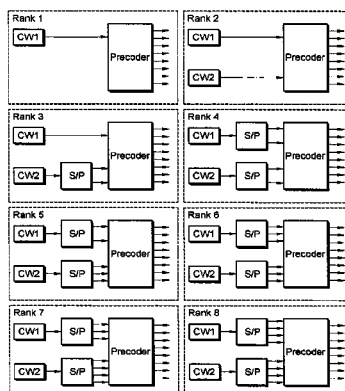 Rank 1
CW1
Precoder
Rank 2
CW1
CW2
Precoder
Rank 3
CW1
CW2
S/P
Precoder
Rank 4
CW1
S/P
CW2
S/P
Precoder
Rank 5
CW1
S/P
CW2
S/P
Precoder
Rank 6
CW1
S/P
CW2
S/P
Precoder
Rank 7
CW1
S/P
CW2
S/P
Precoder
Rank 8
CW1
S/P
CW2
S/P
Precoder